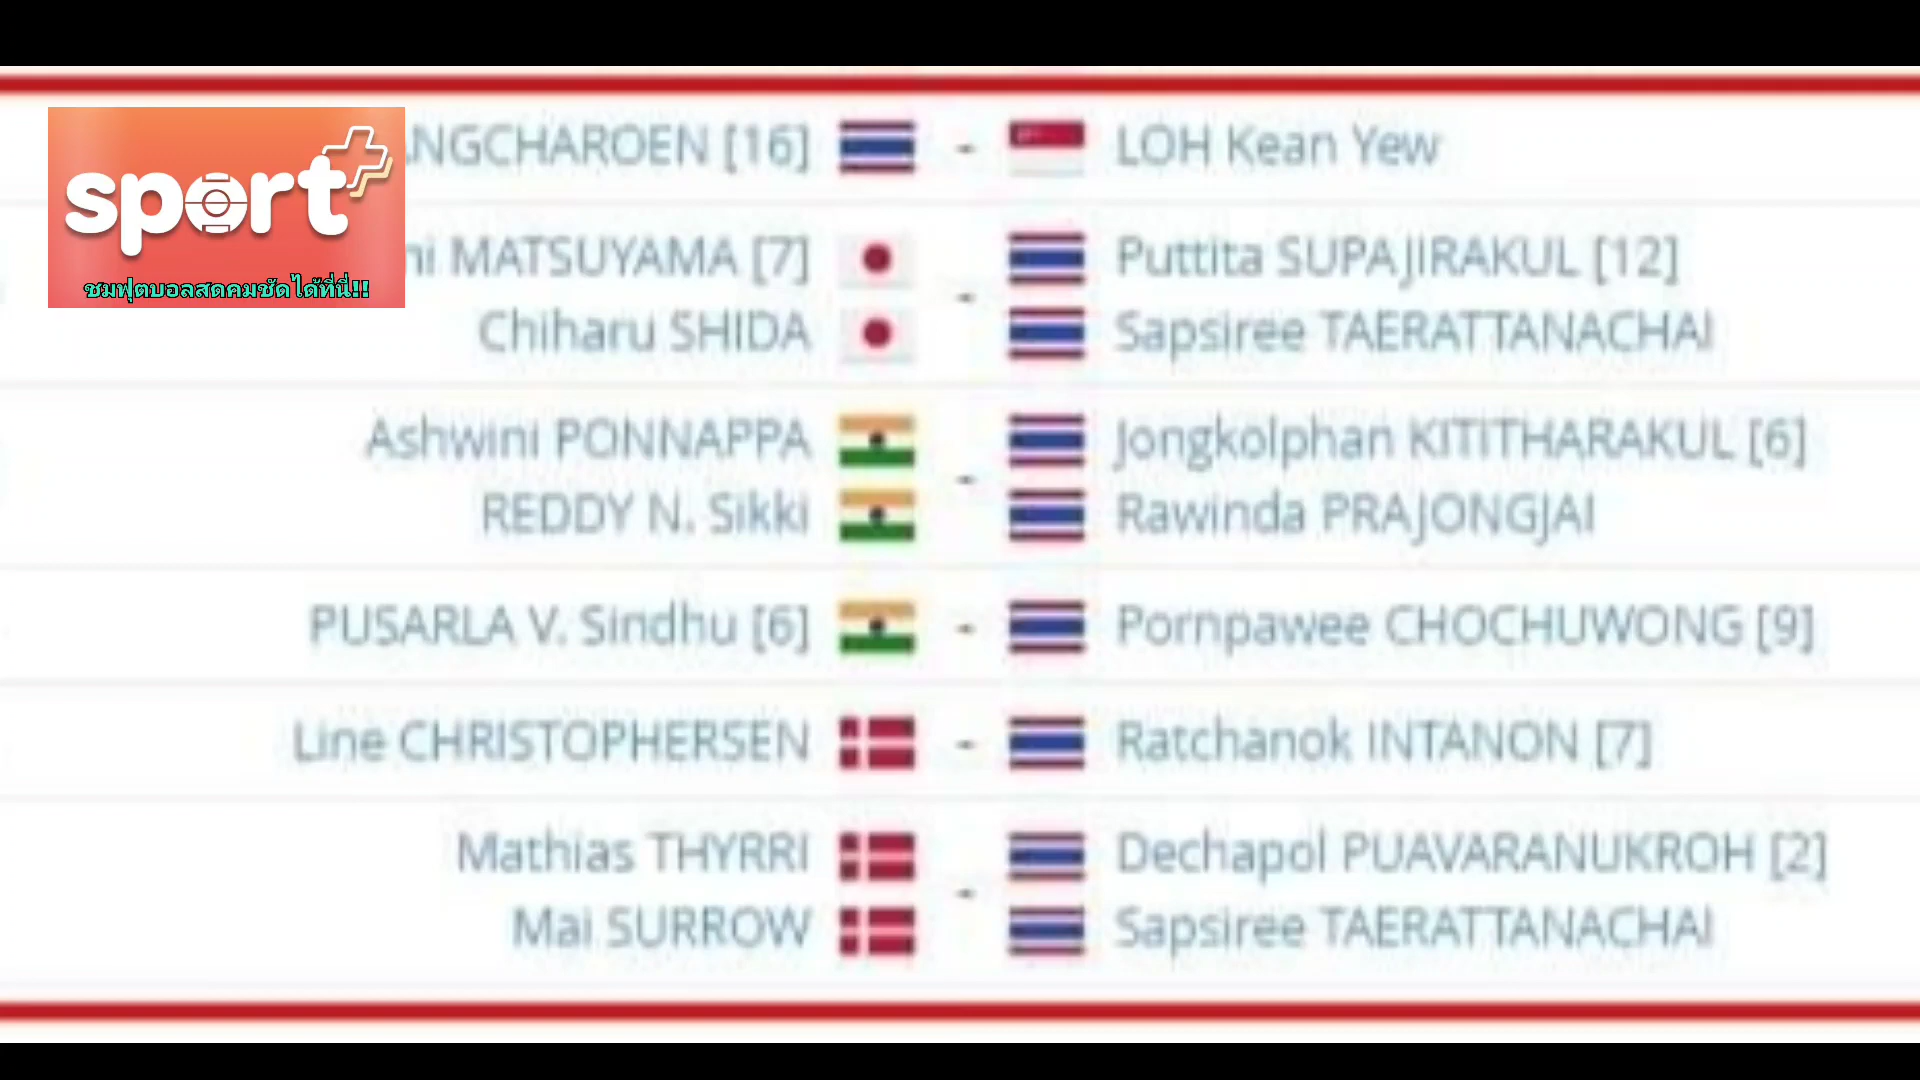 sport
ชมฟุตบอลสดคมชัดได้ที่นี่!!
[16] - LOH Kean Yew
MATSUYAMA [7] Puttita SUPAJIRAKUL [12]
-
Chiharu SHIDA Sapsiree TAERATTANACHAI
Ashwini PONNAPPA Jongkolphan KITITHARAKUL [6]
-
REDDY N. Sikki Rawinda PRAJONGJAI
PUSARLA V. Sindhu [6] - Pornpawee CHOCHUWONG [9]
Line CHRISTOPHERSEN - Ratchanok INTANON [7]
Mathias THYRRI Dechapol PUAVARANUKROH [2]
-
Mai SURROW Sapsiree TAERATTANACHAI